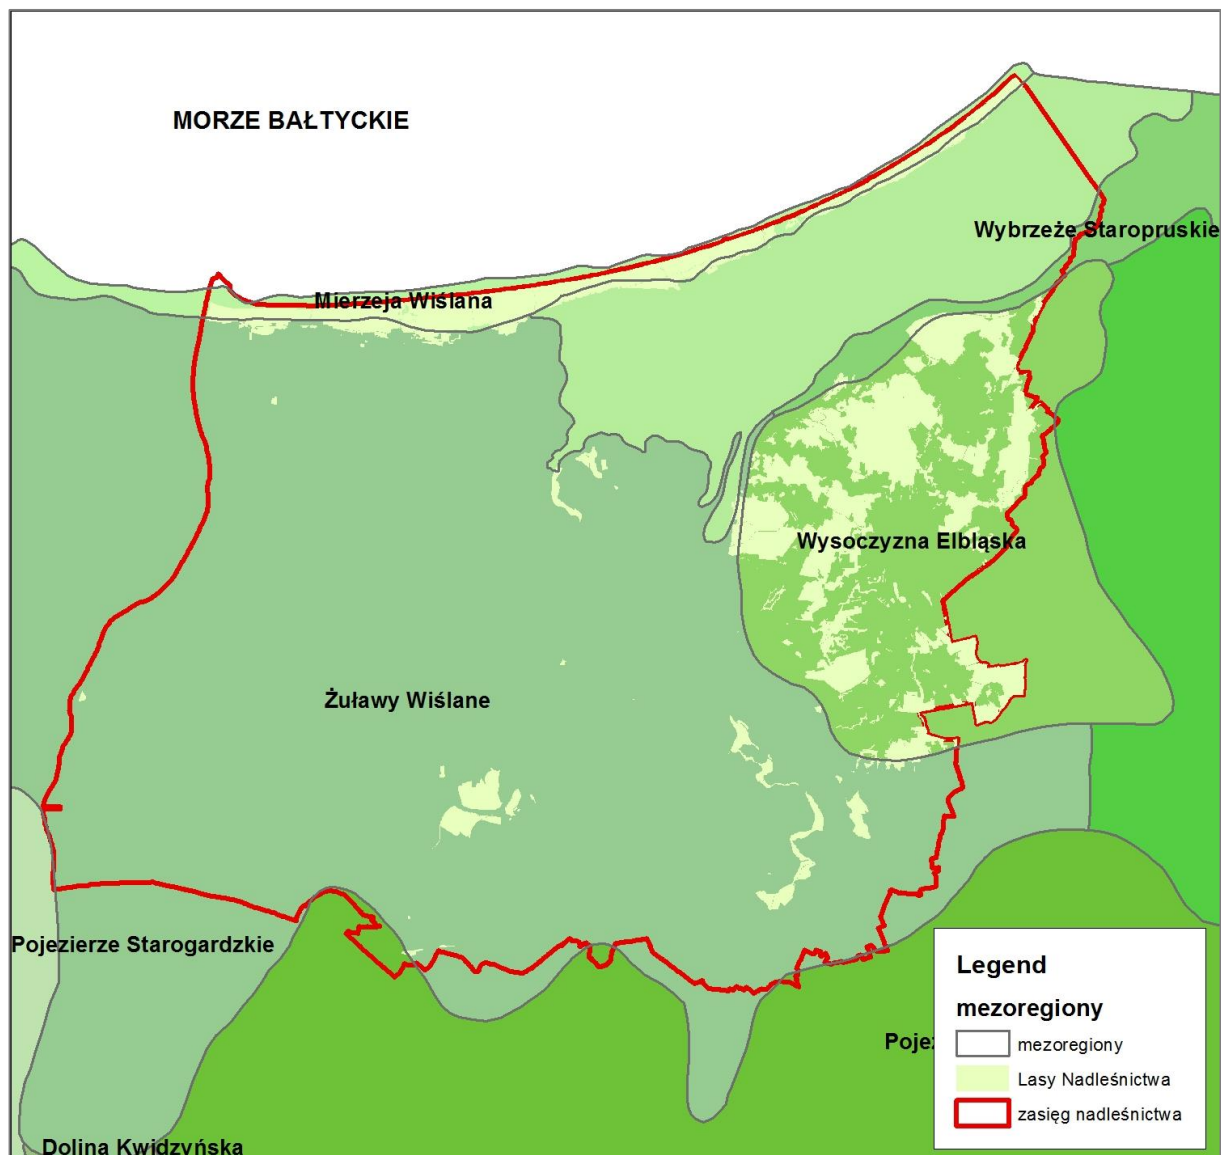 MORZE BAŁTYCKIE
Wybrzeże Staropruskie
Mierzeja Wiślana
Wysoczyzna Elbląska
Żuławy Wiślane
Pojezierze Starogardzkie
Legend
mezoregiony
mezoregiony
Lasy Nadleśnictwa
zasięg nadleśnictwa
Dolina Kwidzyńska